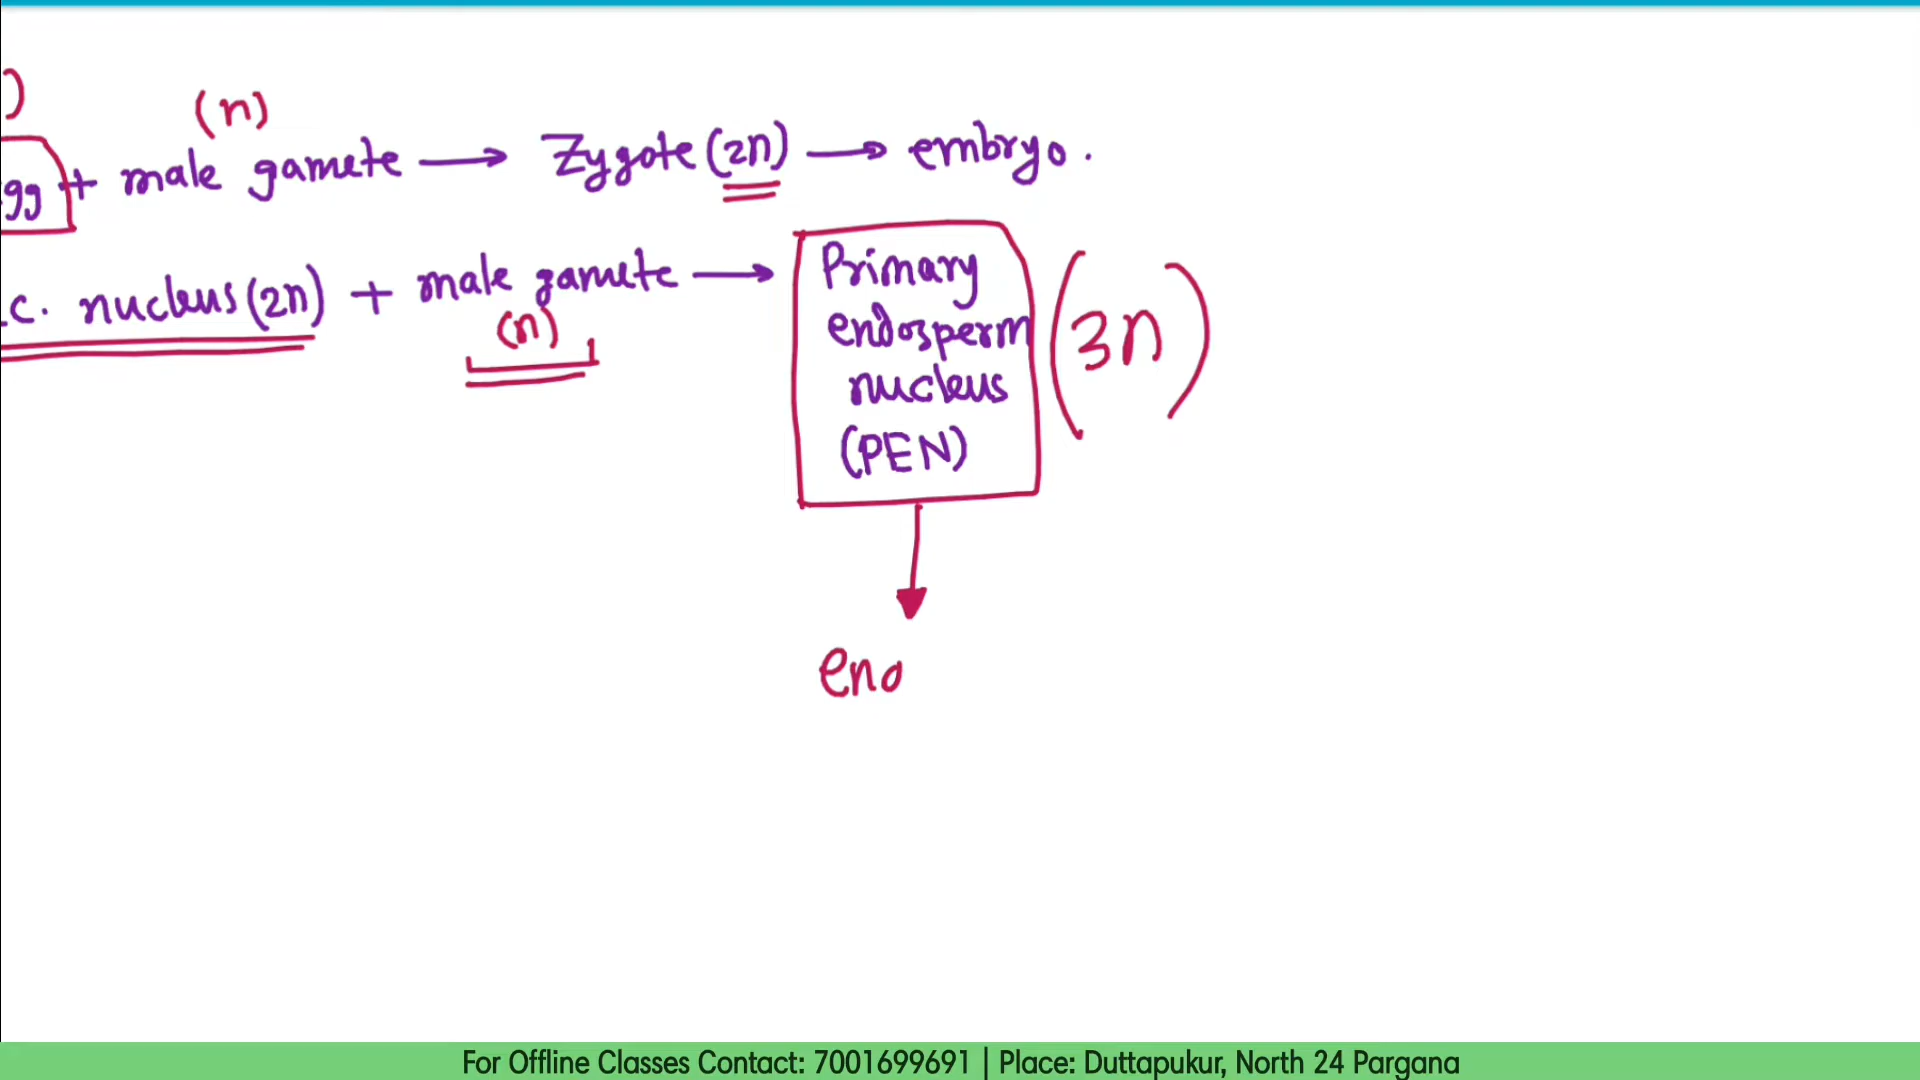 )
(n)
gg + male gamete → Zygote (2n) → embryo.
c. nucleus (2n) + male gamete → Primary
(n)
endosperm
nucleus
(PEN)
(3n)
eno
For Offline Classes Contact: 7001699691 | Place: Duttapukur, North 24 Pargana